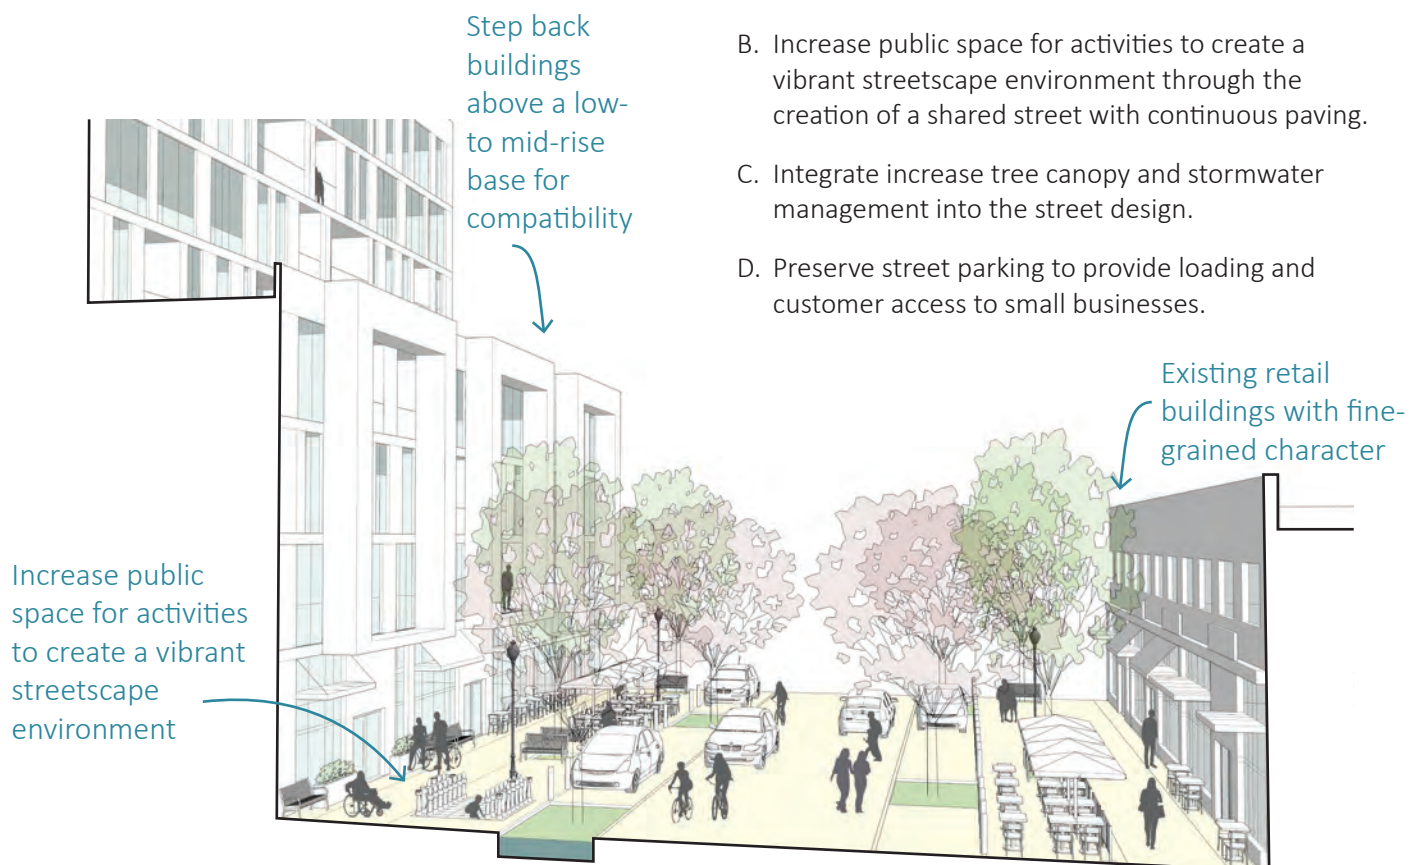 Step back
buildings
above a low-
to mid-rise
base for
compatibility
B. Increase public space for activities to create a
vibrant streetscape environment through the
creation of a shared street with continuous paving.
C. Integrate increase tree canopy and stormwater
management into the street design.
D. Preserve street parking to provide loading and
customer access to small businesses.
Existing retail
buildings with fine-
grained character
Increase public
space for activities
to create a vibrant
streetscape
environment